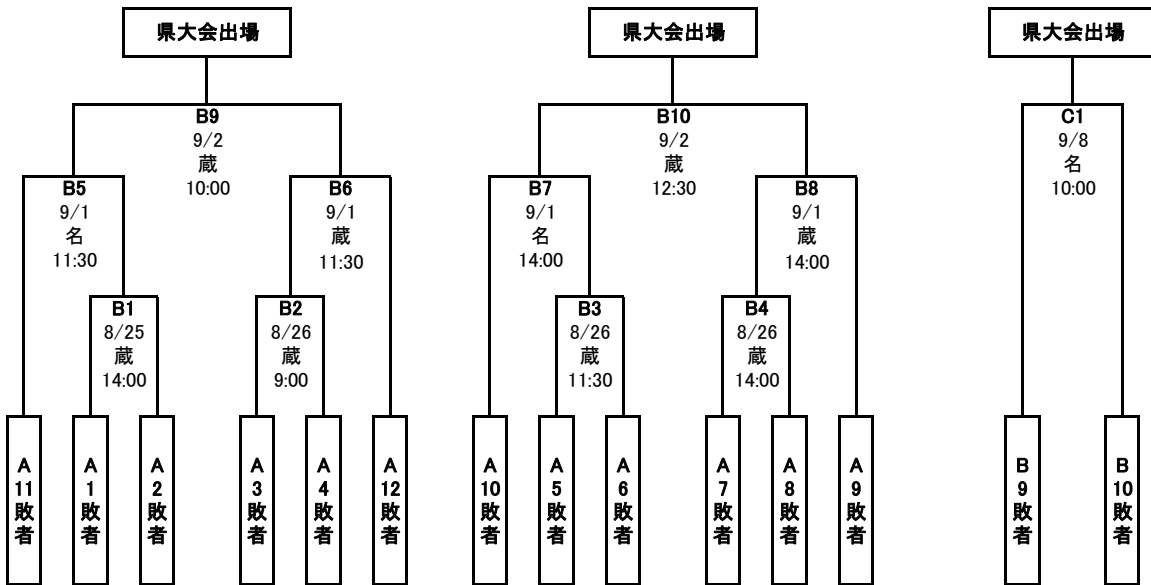 県大会出場
県大会出場
県大会出場
B9
9/2
蔵
10:00
B10
9/2
蔵
12:30
C1
9/8
名
10:00
B5
9/1
名
11:30
B6
9/1
蔵
11:30
B7
9/1
名
14:00
B8
9/1
蔵
14:00
B1
8/25
蔵
14:00
B2
8/26
蔵
9:00
B3
8/26
蔵
11:30
B4
8/26
蔵
14:00
A11敗者
A1敗者
A2敗者
A3敗者
A4敗者
A12敗者
A10敗者
A5敗者
A6敗者
A7敗者
A8敗者
A9敗者
B9敗者
B10敗者